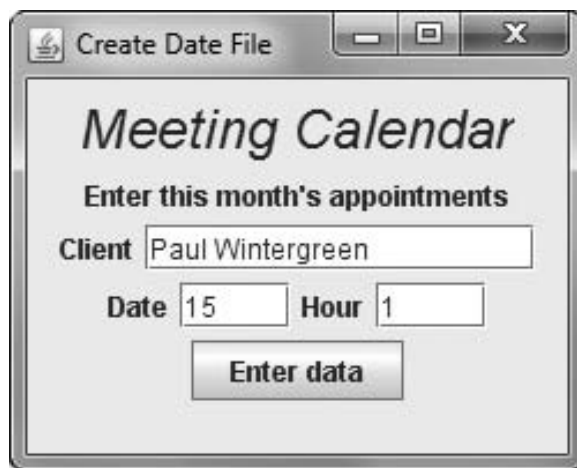 Create Date File
Meeting Calendar
Enter this month's appointments
Client Paul Wintergreen
Date 15 Hour 1
Enter data